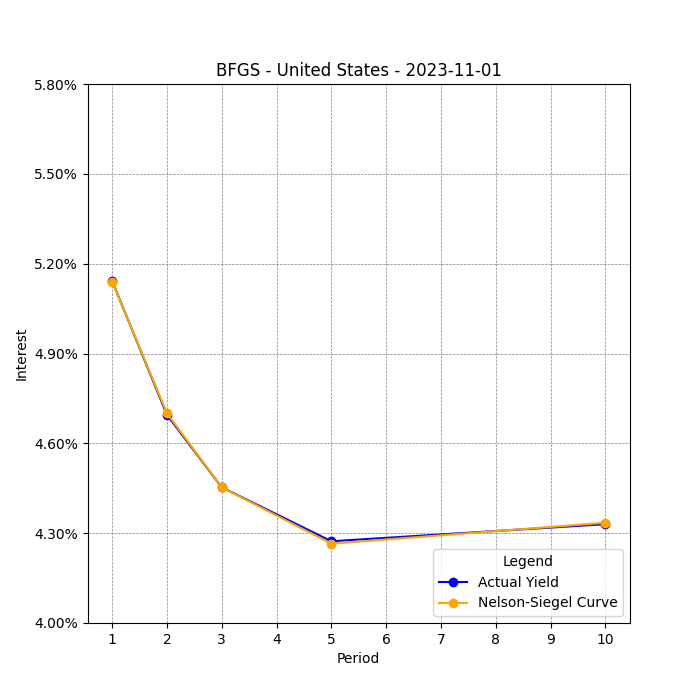 BFGS - United States - 2023-11-01
5.80%
5.50%
5.20%
4.90%
4.60%
4.30%
4.00%
Interest
Legend
Actual Yield
Nelson-Siegel Curve
1 2 3 4 5 6 7 8 9 10
Period